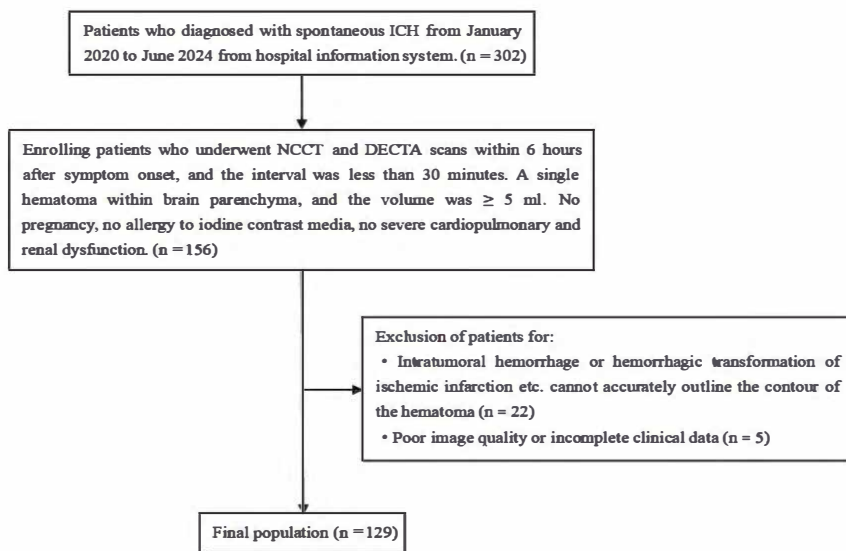 Patients who diagnosed with spontaneous ICH from January
2020 to June 2024 from hospital information system. (n = 302)
Enrolling patients who underwent NCCT and DECTA scans within 6 hours
after symptom onset, and the interval was less than 30 minutes. A single
hematoma within brain parenchyma, and the volume was ≥ 5 ml. No
pregnancy, no allergy to iodine contrast media, no severe cardiopulmonary and
renal dysfunction. (n = 156)
Exclusion of patients for:
• Intratumoral hemorrhage or hemorrhagic transformation of
ischemic infarction etc. cannot accurately outline the contour of
the hematoma (n = 22)
• Poor image quality or incomplete clinical data (n = 5)
Final population (n = 129)